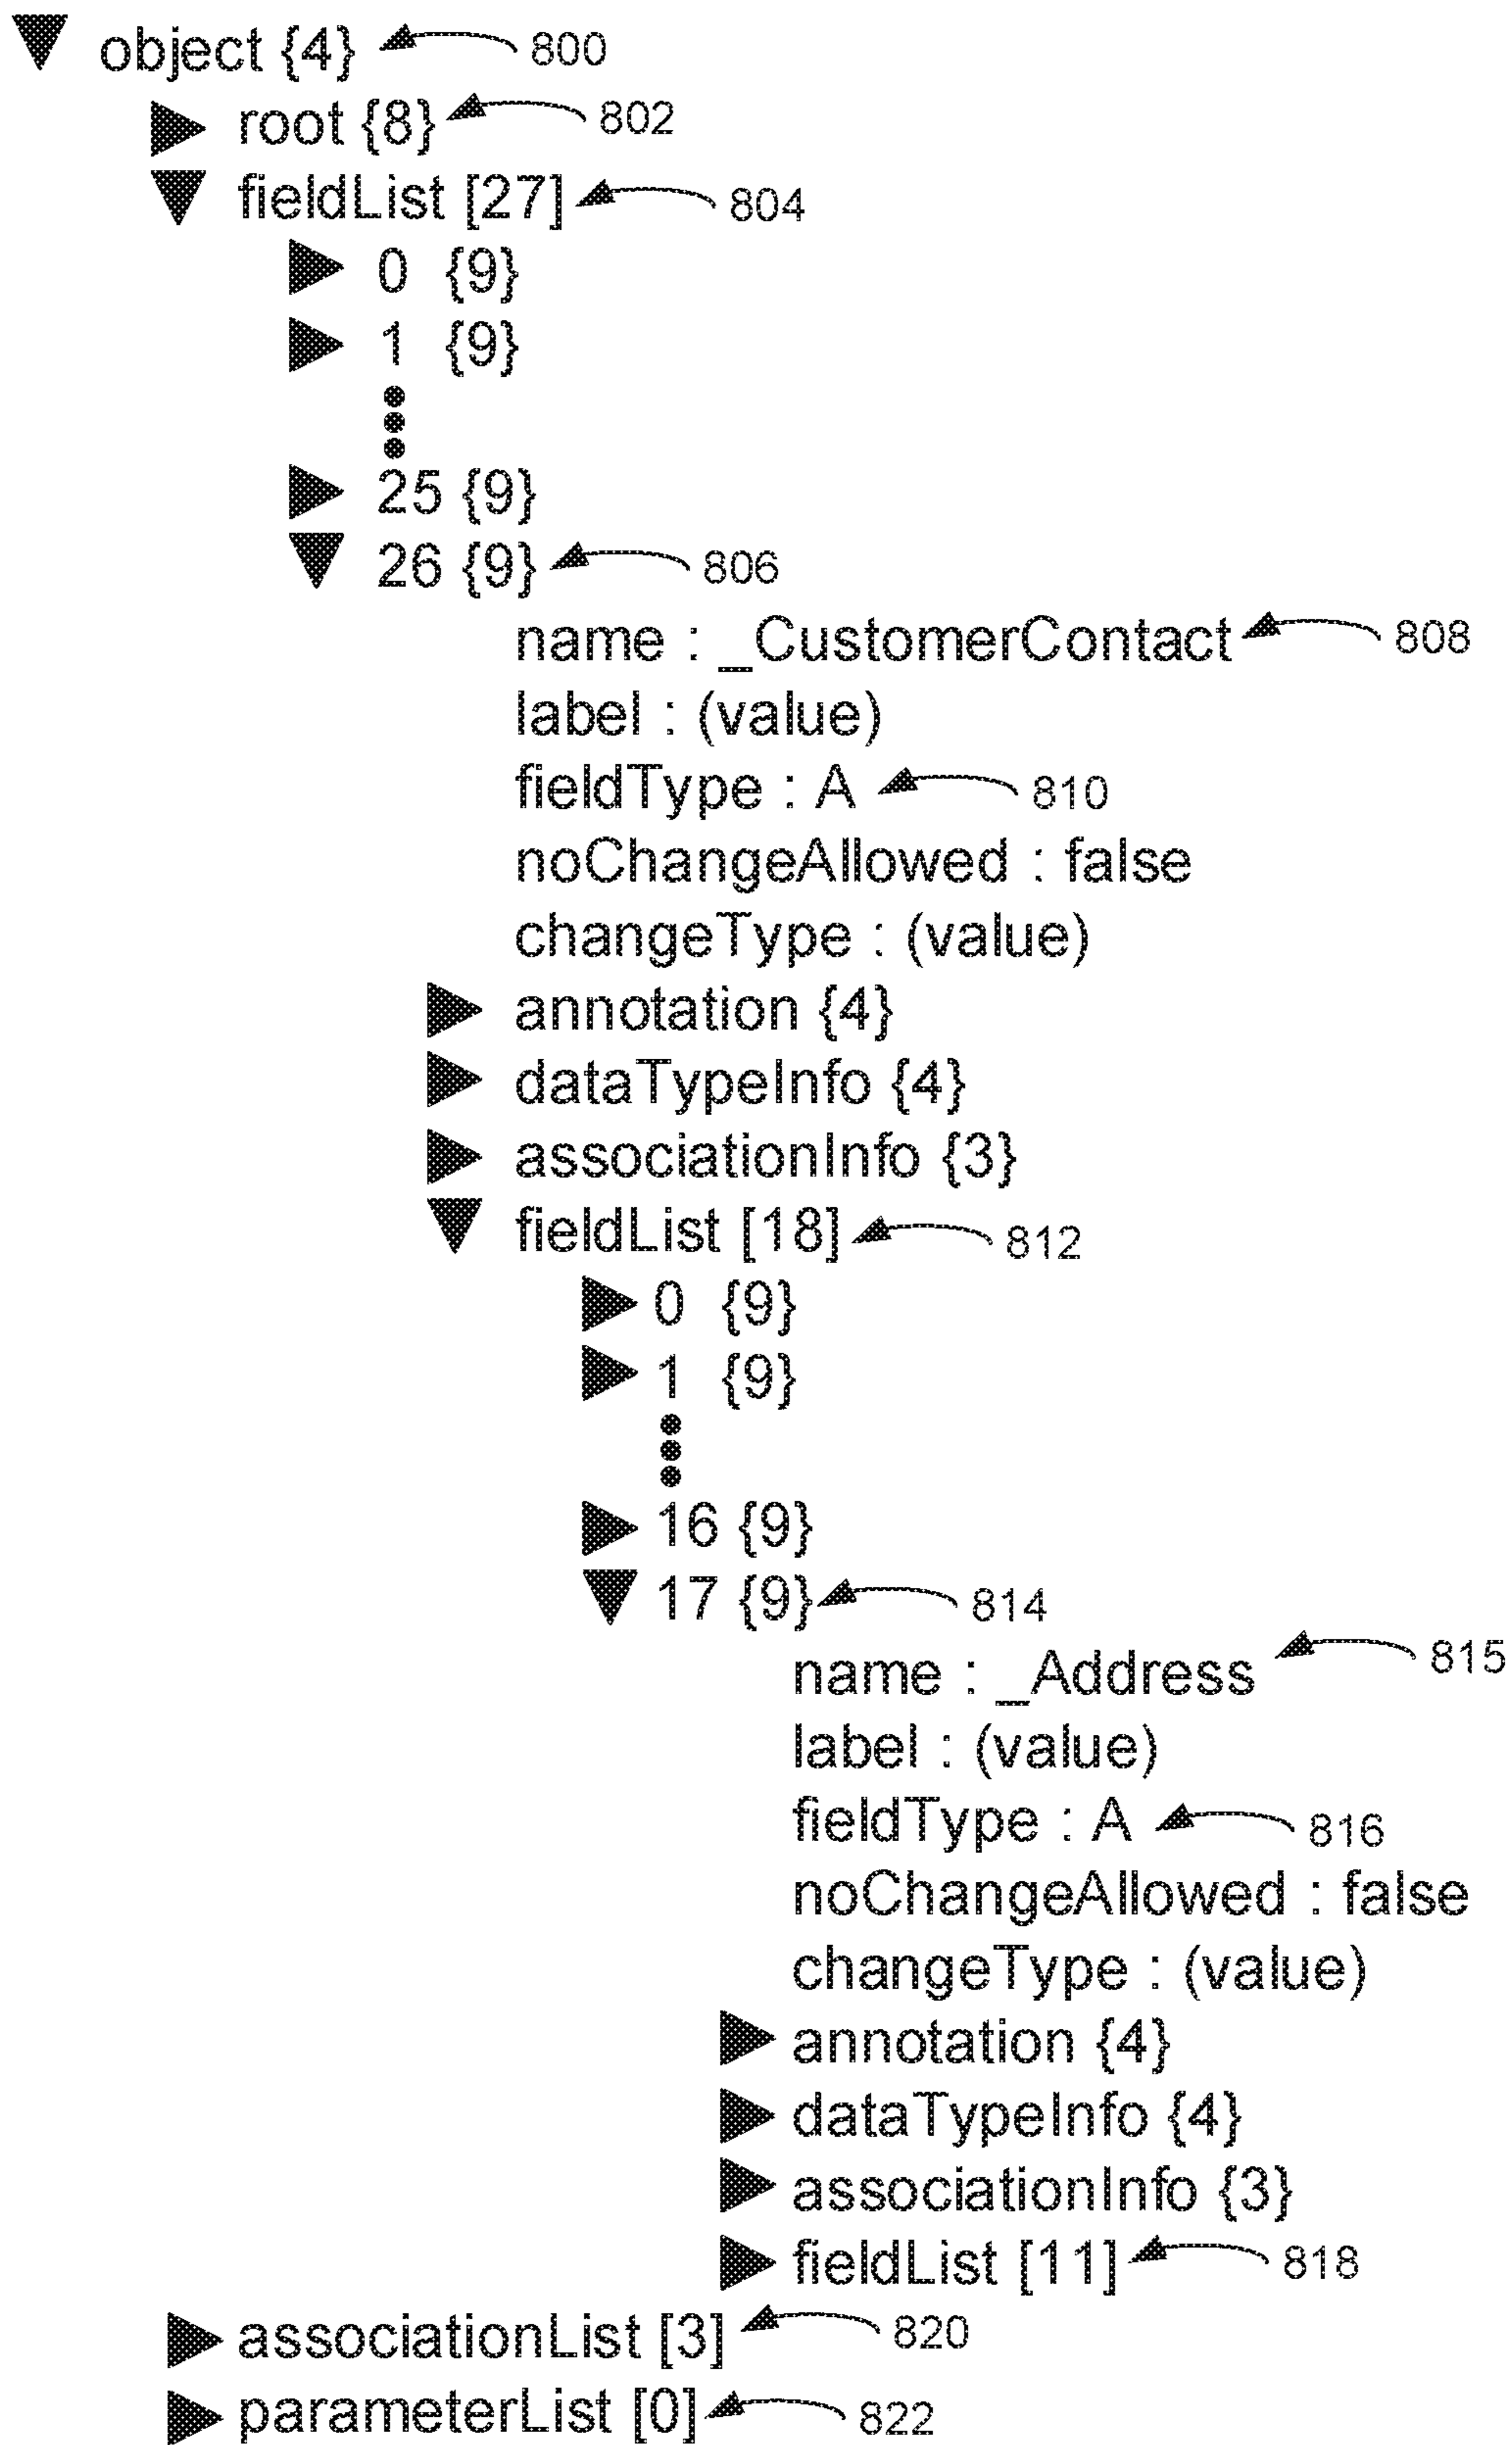 object {4} 800
root {8} 802
fieldList [27] 804
0 {9}
1 {9}
25 {9}
26 {9} 806
name : _CustomerContact 808
label : (value)
fieldType : A 810
noChangeAllowed : false
changeType : (value)
annotation {4}
dataTypeInfo {4}
associationInfo {3}
fieldList [18] 812
0 {9}
1 {9}
16 {9}
17 {9} 814
name : _Address 815
label : (value)
fieldType : A 816
noChangeAllowed : false
changeType : (value)
annotation {4}
dataTypeInfo {4}
associationInfo {3}
fieldList [11] 818
associationList [3] 820
parameterList [0] 822